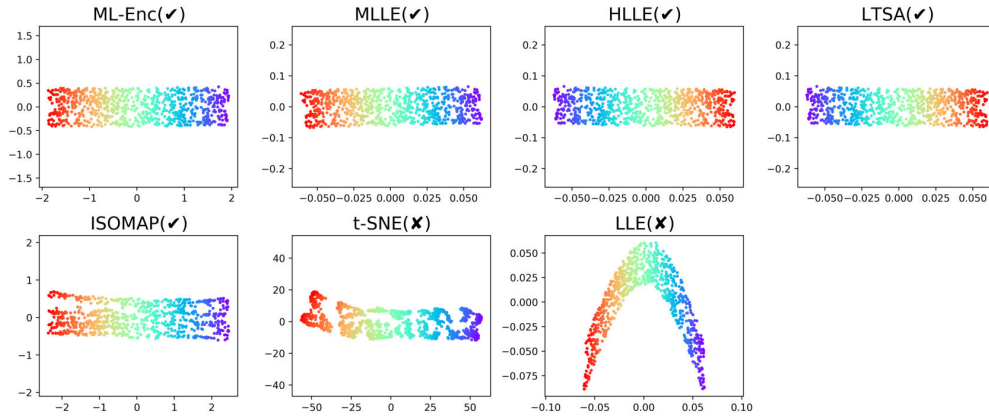 ML-Enc(✔) MLLE(✔) HLLE(✔) LTSA(✔)
1.5 0.2 0.2 0.2
1.0
0.5 0.1 0.1 0.1
0.0 0.0 0.0 0.0
−0.5
−1.0 −0.1 −0.1 −0.1
−1.5 −0.2 −0.2 −0.2
−2 −1 0 1 2 −0.050 −0.025 0.000 0.025 0.050 −0.050 −0.025 0.000 0.025 0.050 −0.050 −0.025 0.000 0.025 0.050
ISOMAP(✔) t-SNE(✘) LLE(✘)
2 40 0.050
1 20 0.025
0 0 0.000
−0.025
−1 −20 −0.050
−2 −40 −0.075
−2 −1 0 1 2 −50 −25 0 25 50 −0.10 −0.05 0.00 0.05 0.10